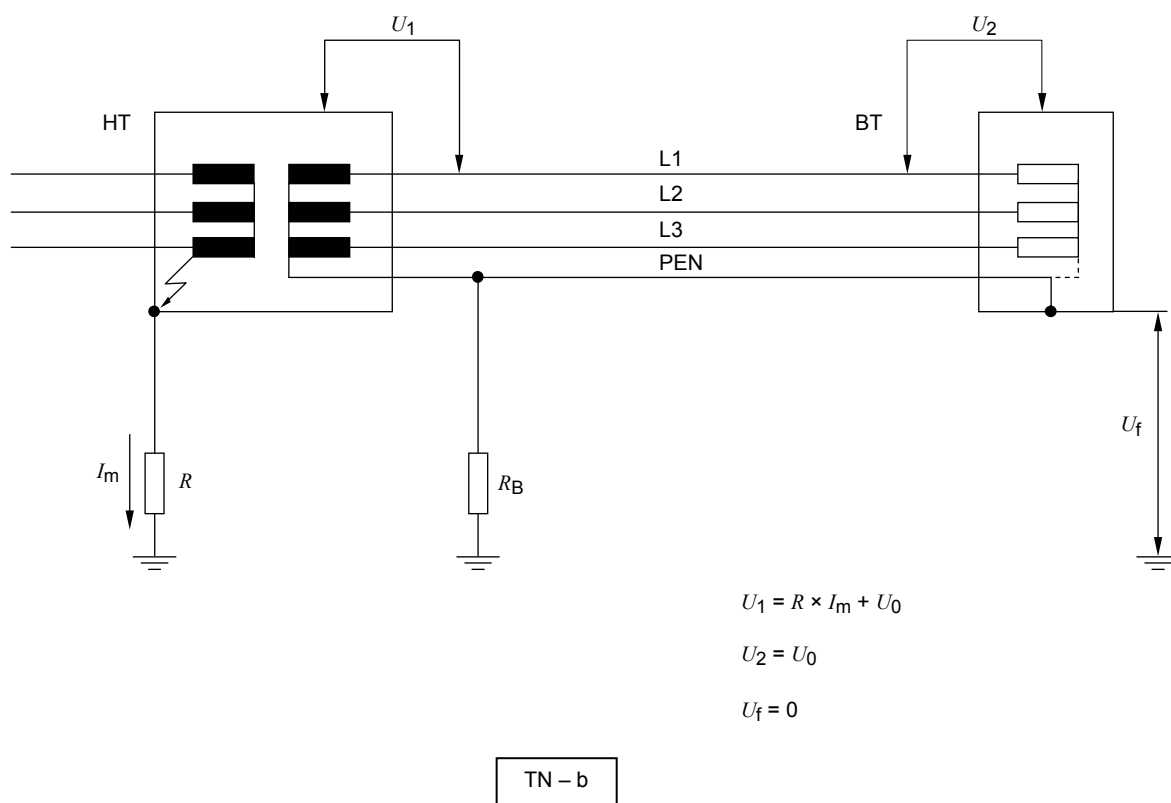 U1
U2
HT
BT
L1
L2
L3
PEN
Im
R
RB
Uf
U1 = R × Im + U0
U2 = U0
Uf = 0
TN – b